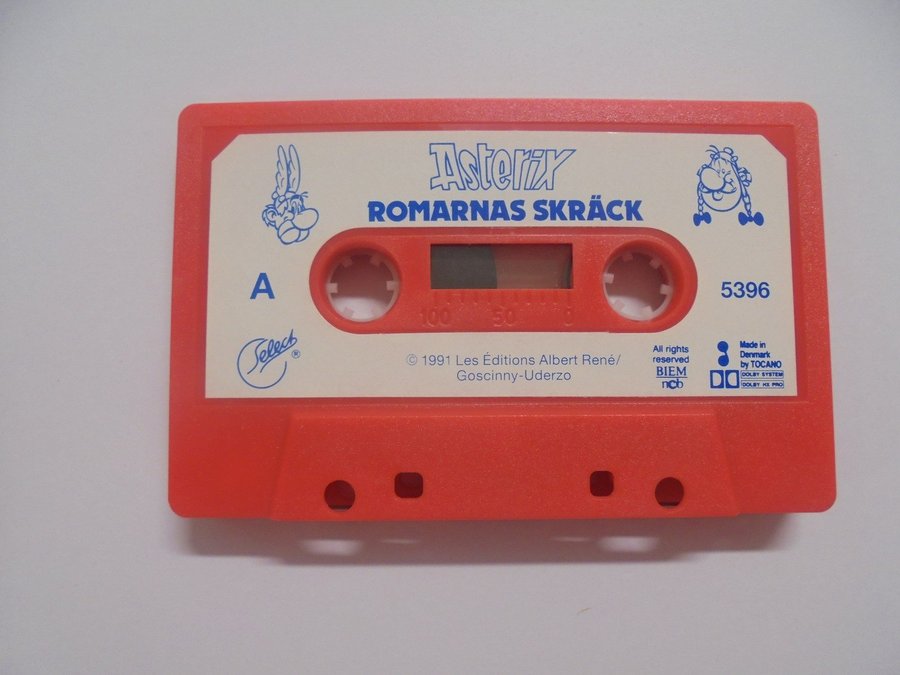 Asterix
ROMARNAS SKRÄCK
A
5396
100 50 0
Select®
© 1991 Les Éditions Albert René/
Goscinny-Uderzo
All rights
reserved
BIEM
ncb
Made in
Denmark
by TOCANO
DOLBY SYSTEM
DOLBY HX PRO